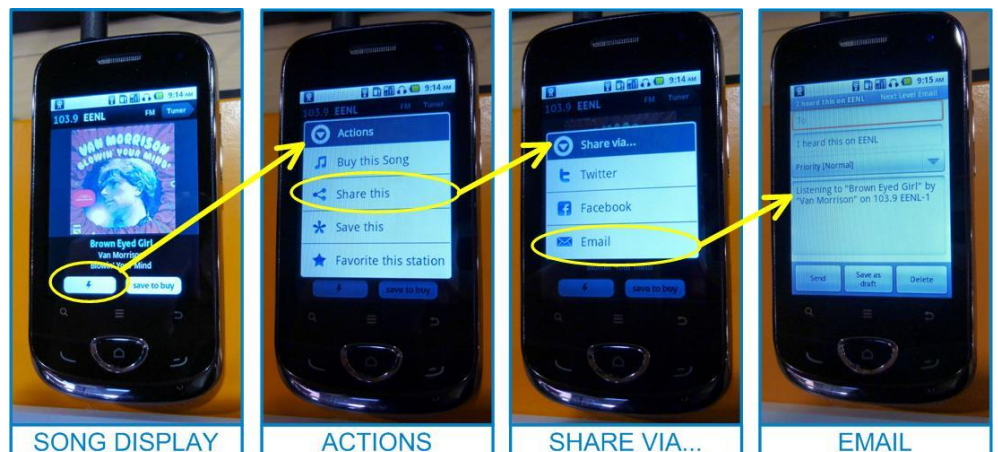 9:14 AM
103.9 EENL FM Tuner
VAN MORRISON
BLOWIN' YOUR MIND!
Brown Eyed Girl
Van Morrison
Blowin' Your Mind
save to buy
SONG DISPLAY
9:14 AM
103.9 EENL FM Tuner
Actions
Buy this Song
Share this
Save this
Favorite this station
save to buy
ACTIONS
9:14 AM
103.9 EENL FM Tuner
Share via...
Twitter
Facebook
Email
Blowin' Your Mind
save to buy
SHARE VIA...
9:15 AM
I heard this on EENL Next Level Email
To
I heard this on EENL
Priority [Normal]
Listening to "Brown Eyed Girl" by
"Van Morrison" on 103.9 EENL-1
Send
Save as
draft
Delete
EMAIL